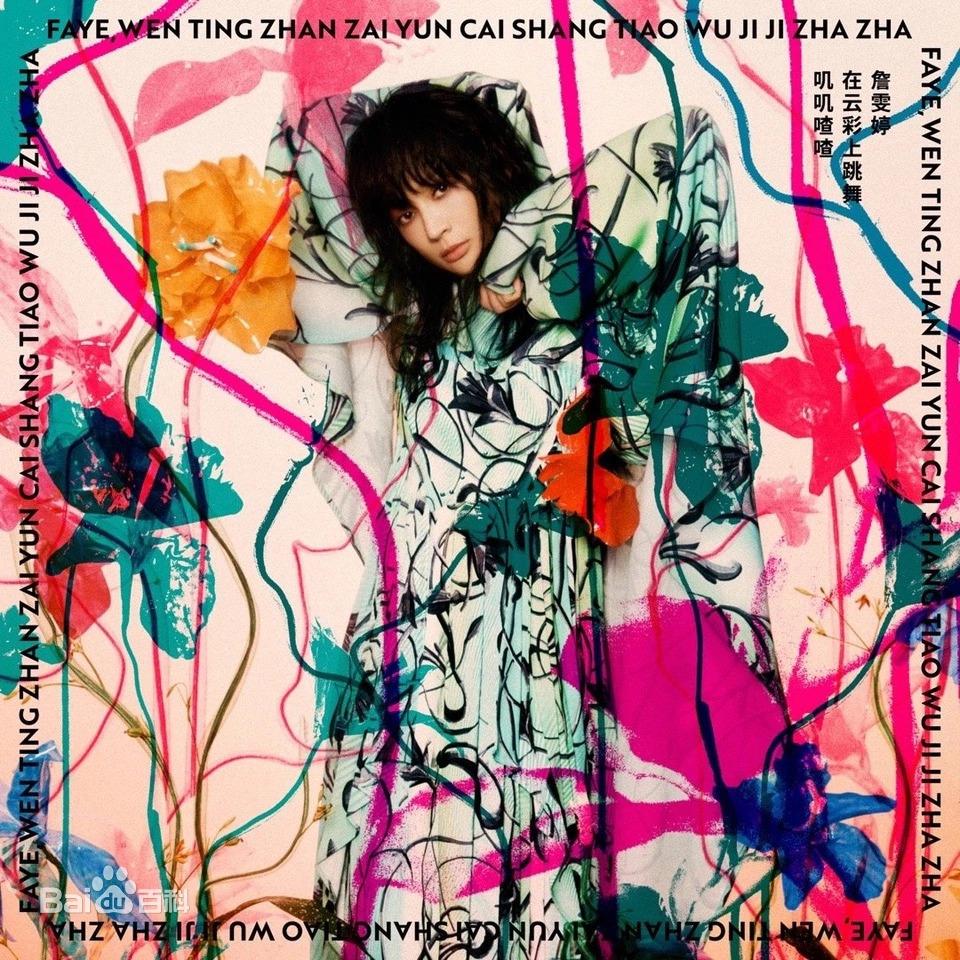 FAYE, WEN TING ZHAN ZAI YUN CAI SHANG TIAO WU JI JI ZHA ZHA
FAYE, WEN TING ZHAN ZAI YUN CAI SHANG TIAO WU JI JI ZHA ZHA
詹雯婷
在云彩上跳舞
叽叽喳喳
FAYE, WEN TING ZHAN ZAI YUN CAI SHANG TIAO WU JI JI ZHA ZHA
FAYE, WEN TING ZHAN ZAI YUN CAI SHANG TIAO WU JI JI ZHA ZHA
Baidu百科